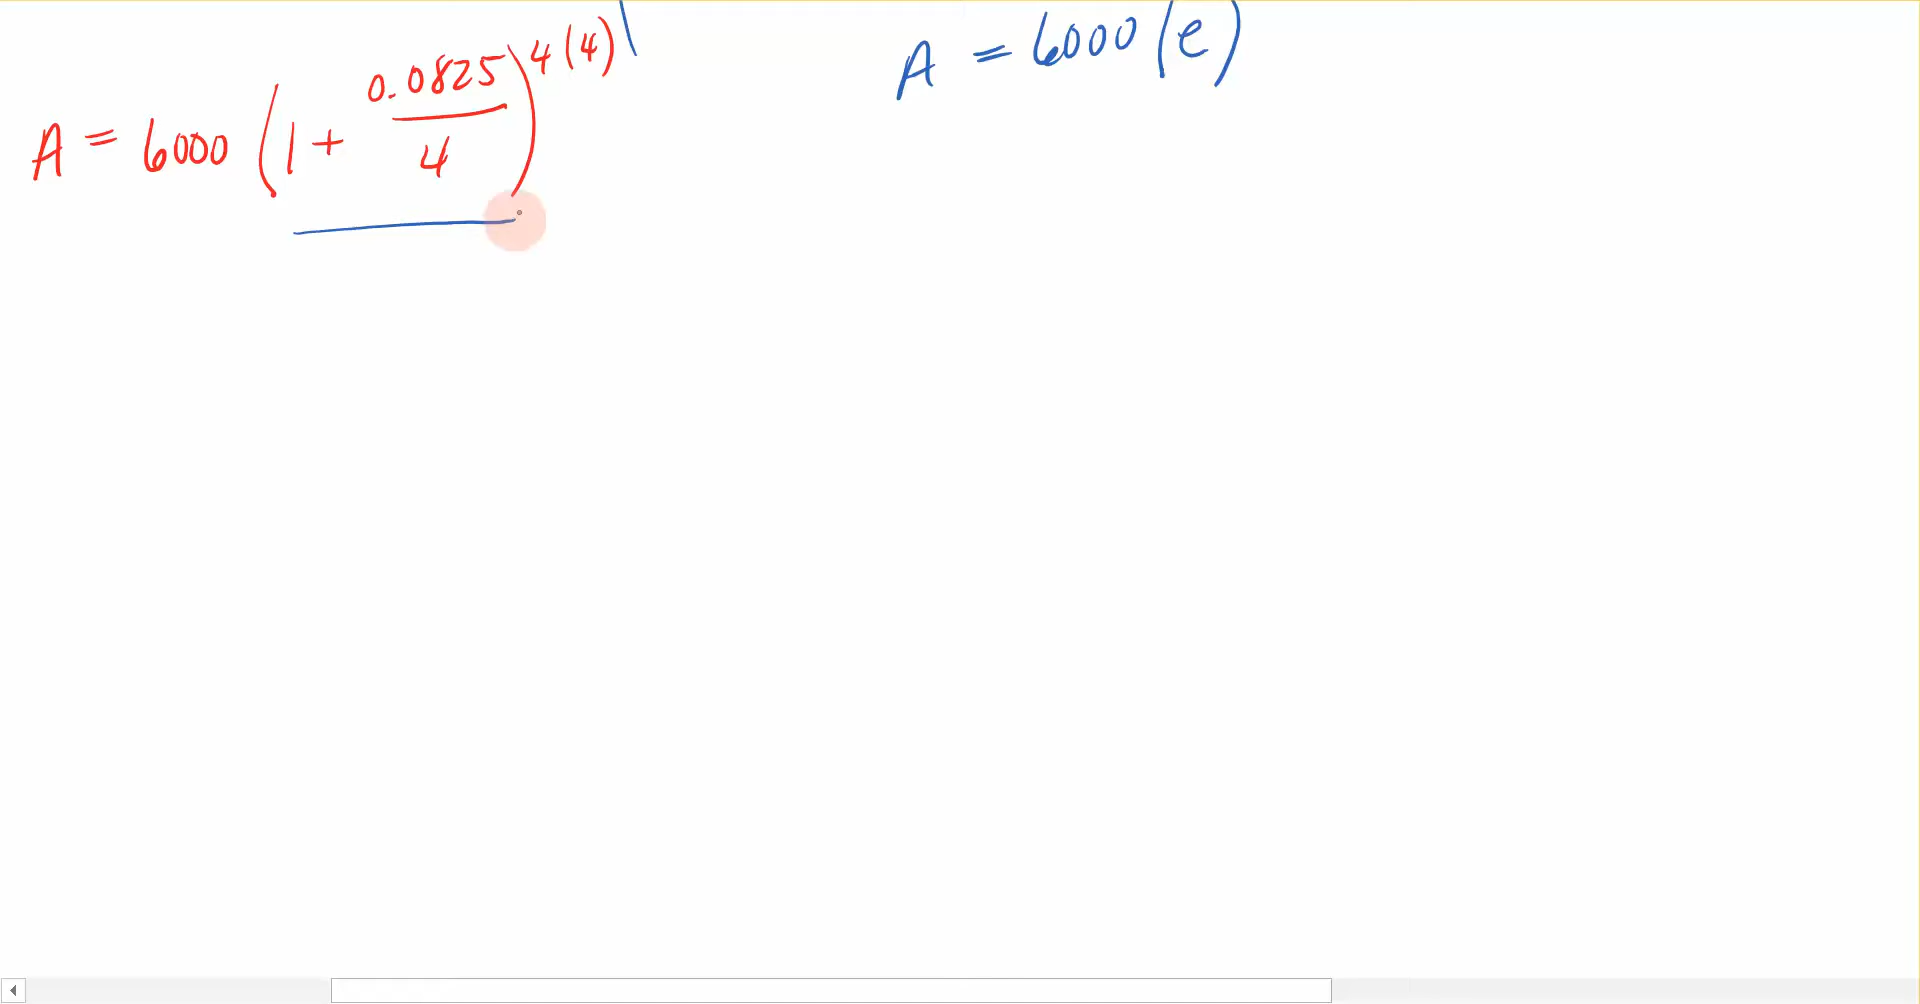 A = 6000 (1 + 0.0825/4)^4(4)
A = 6000 (e)